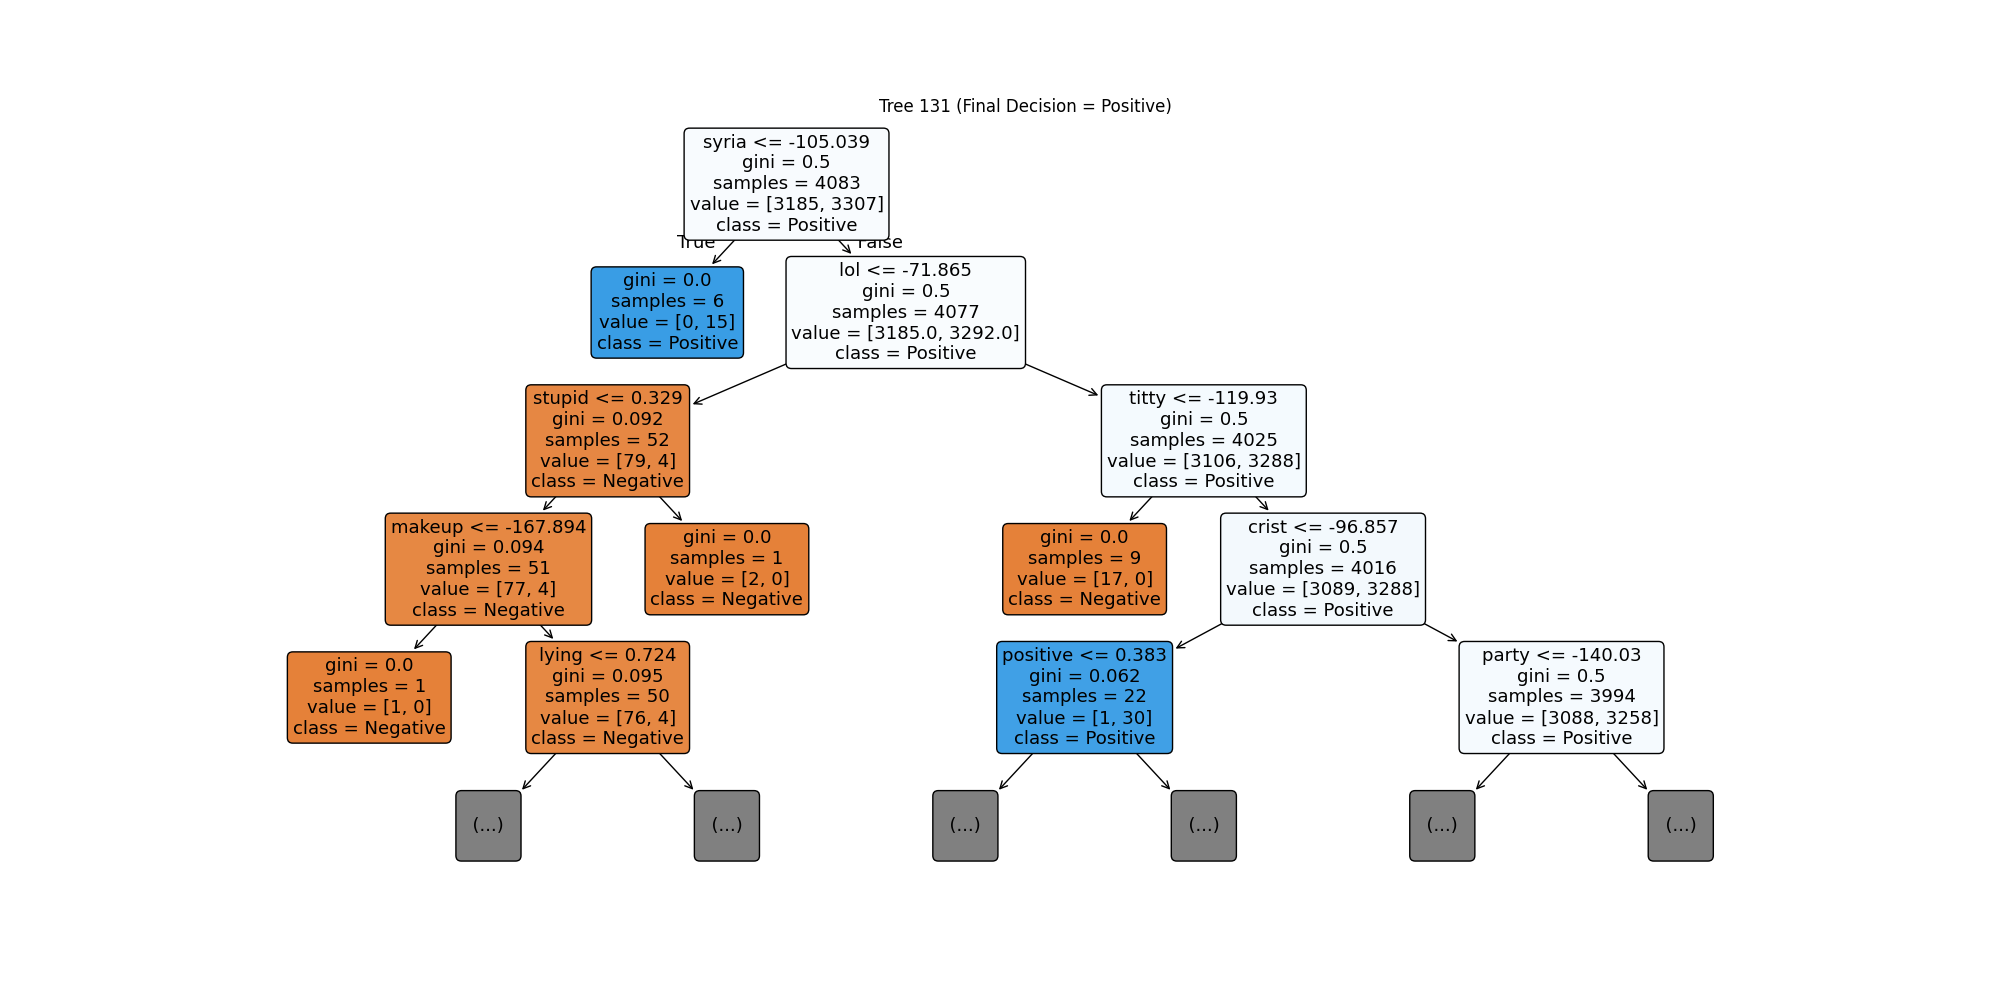 Tree 131 (Final Decision = Positive)
syria <= -105.039
gini = 0.5
samples = 4083
value = [3185, 3307]
class = Positive
True
False
gini = 0.0
samples = 6
value = [0, 15]
class = Positive
lol <= -71.865
gini = 0.5
samples = 4077
value = [3185.0, 3292.0]
class = Positive
stupid <= 0.329
gini = 0.092
samples = 52
value = [79, 4]
class = Negative
titty <= -119.93
gini = 0.5
samples = 4025
value = [3106, 3288]
class = Positive
makeup <= -167.894
gini = 0.094
samples = 51
value = [77, 4]
class = Negative
gini = 0.0
samples = 1
value = [2, 0]
class = Negative
gini = 0.0
samples = 9
value = [17, 0]
class = Negative
crist <= -96.857
gini = 0.5
samples = 4016
value = [3089, 3288]
class = Positive
gini = 0.0
samples = 1
value = [1, 0]
class = Negative
lying <= 0.724
gini = 0.095
samples = 50
value = [76, 4]
class = Negative
positive <= 0.383
gini = 0.062
samples = 22
value = [1, 30]
class = Positive
party <= -140.03
gini = 0.5
samples = 3994
value = [3088, 3258]
class = Positive
(...)
(...)
(...)
(...)
(...)
(...)